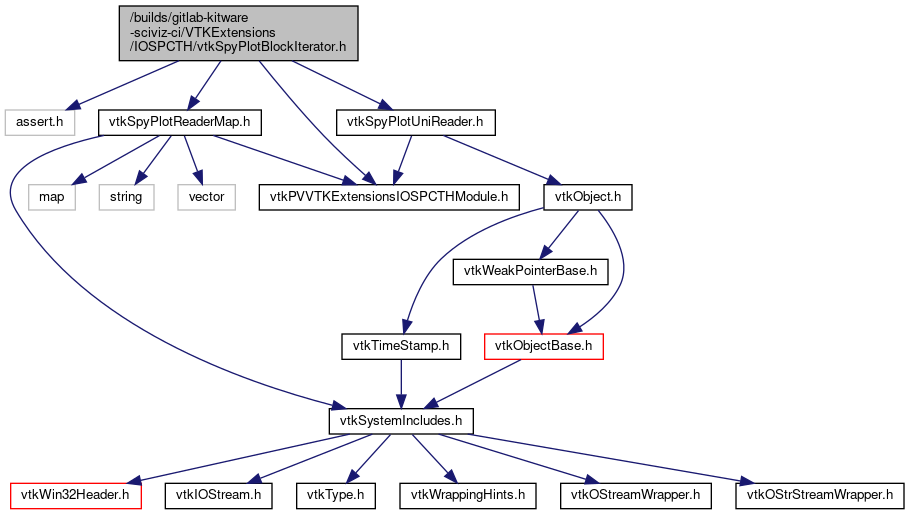 /builds/gitlab-kitware
-sciviz-ci/VTKExtensions
/IOSPCTH/vtkSpyPlotBlockIterator.h
assert.h
vtkSpyPlotReaderMap.h
vtkSpyPlotUniReader.h
map
string
vector
vtkPVVTKExtensionsIOSPCTHModule.h
vtkObject.h
vtkWeakPointerBase.h
vtkTimeStamp.h
vtkObjectBase.h
vtkSystemIncludes.h
vtkWin32Header.h
vtkIOStream.h
vtkType.h
vtkWrappingHints.h
vtkOStreamWrapper.h
vtkOStrStreamWrapper.h